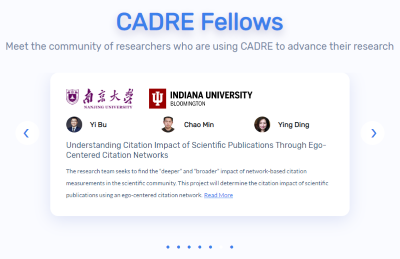 CADRE Fellows
Meet the community of researchers who are using CADRE to advance their research
南京大学
NANJING UNIVERSITY
INDIANA UNIVERSITY
BLOOMINGTON
Yi Bu
Chao Min
Ying Ding
Understanding Citation Impact of Scientific Publications Through Ego-
Centered Citation Networks
The research team seeks to find the "deeper" and "broader" impact of network-based citation
measurements in the scientific community. This project will determine the citation impact of scientific
publications using an ego-centered citation network. Read More